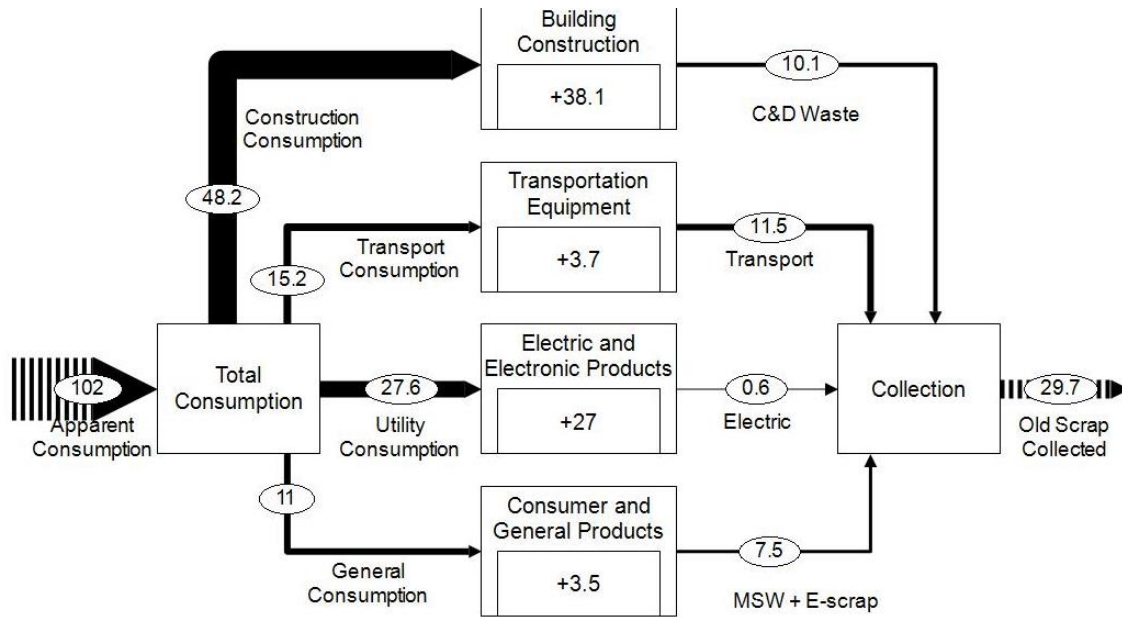 Building
Construction
+38.1
10.1
C&D Waste
Construction
Consumption
48.2
Transportation
Equipment
+3.7
11.5
Transport
Transport
Consumption
15.2
102
Apparent
Consumption
Total
Consumption
27.6
Utility
Consumption
Electric and
Electronic Products
+27
0.6
Electric
Collection
29.7
Old Scrap
Collected
11
General
Consumption
Consumer and
General Products
+3.5
7.5
MSW + E-scrap